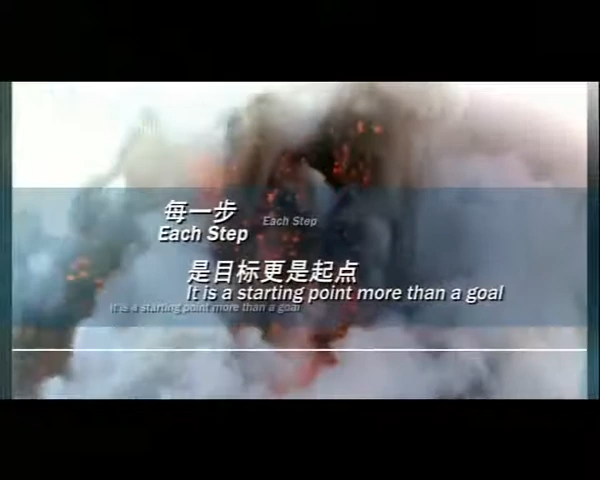 每一步
Each Step
Each Step
是目标更是起点
It is a starting point more than a goal
It is a starting point more than a goal